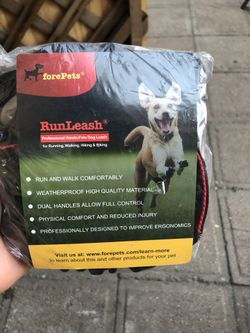 forePets®
RunLeash®
Professional Hands-Free Dog Leash
for Running, Walking, Hiking & Biking
RUN AND WALK COMFORTABLY
WEATHERPROOF HIGH QUALITY MATERIAL
DUAL HANDLES ALLOW FULL CONTROL
PHYSICAL COMFORT AND REDUCED INJURY
PROFESSIONALLY DESIGNED TO IMPROVE ERGONOMICS
Visit us at: www.forepets.com/learn-more
to learn about this and other products for your pet